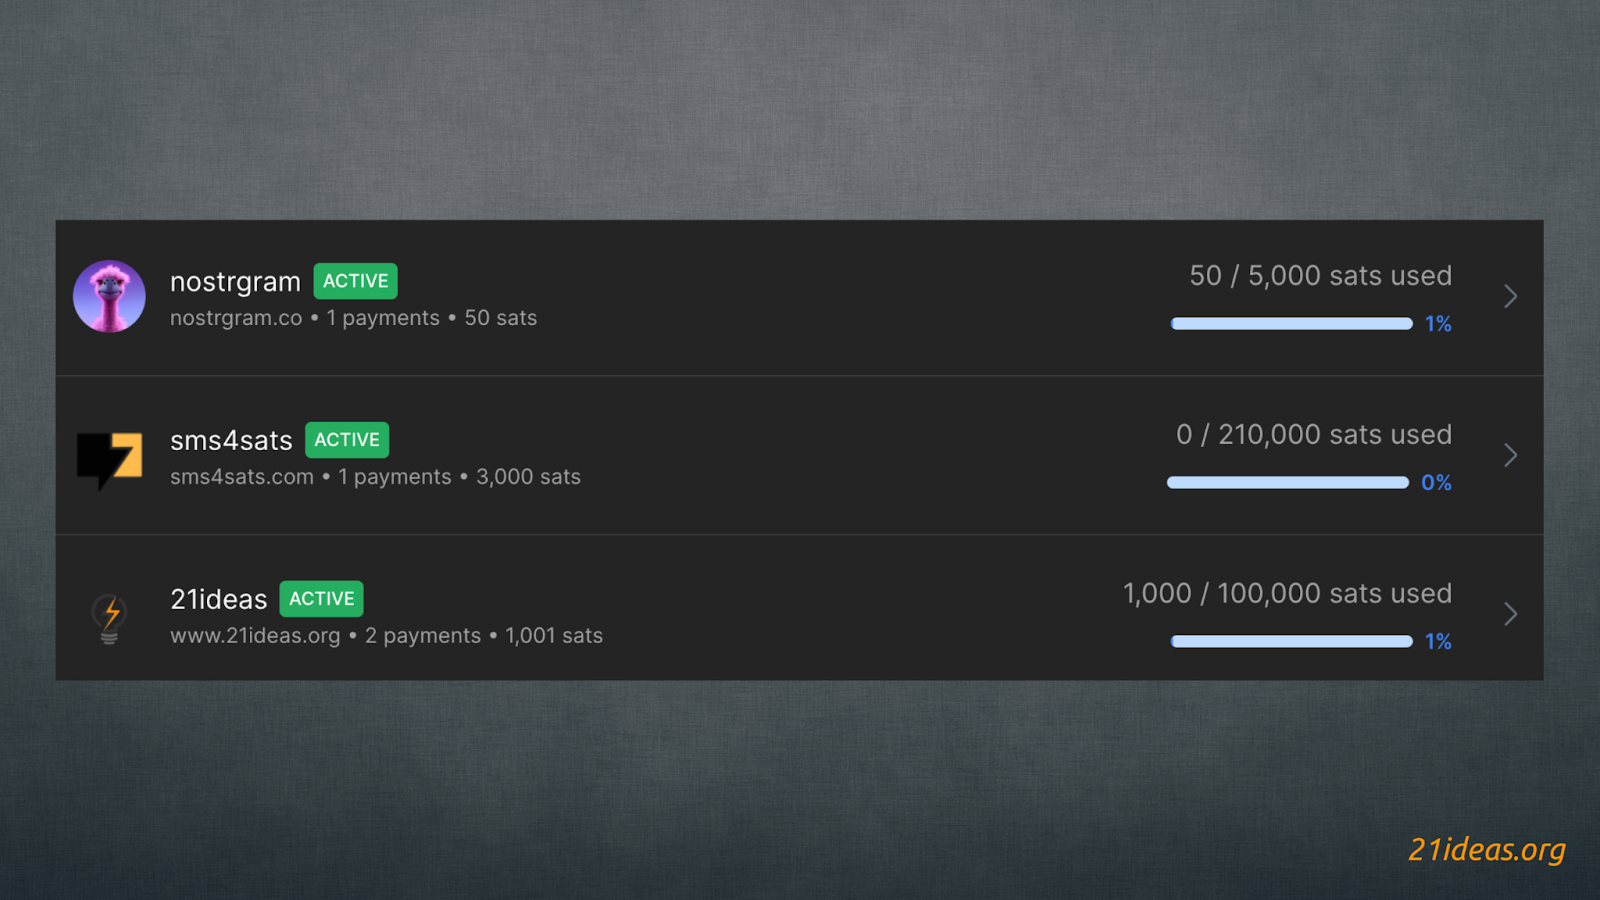 nostrgram ACTIVE
50 / 5,000 sats used
nostrgram.co • 1 payments • 50 sats
1%
sms4sats ACTIVE
0 / 210,000 sats used
sms4sats.com • 1 payments • 3,000 sats
0%
21ideas ACTIVE
1,000 / 100,000 sats used
www.21ideas.org • 2 payments • 1,001 sats
1%
21ideas.org